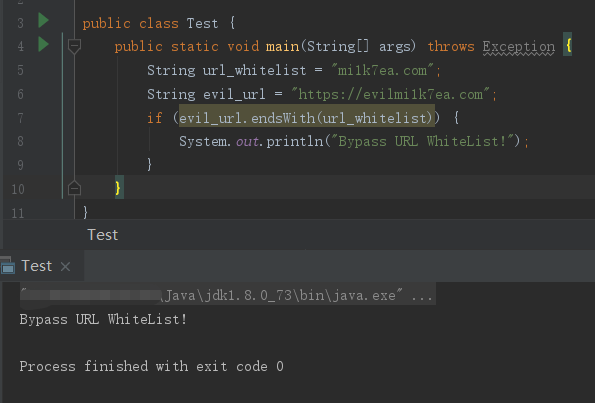 3 public class Test {
4 public static void main(String[] args) throws Exception {
5 String url_whitelist = "mi1k7ea.com";
6 String evil_url = "https://evilmi1k7ea.com";
7 if (evil_url.endsWith(url_whitelist)) {
8 System.out.println("Bypass URL WhiteList!");
9 }
10 }
11 }
Test
Test ×
"\Java\jdk1.8.0_73\bin\java.exe" ...
Bypass URL WhiteList!
Process finished with exit code 0